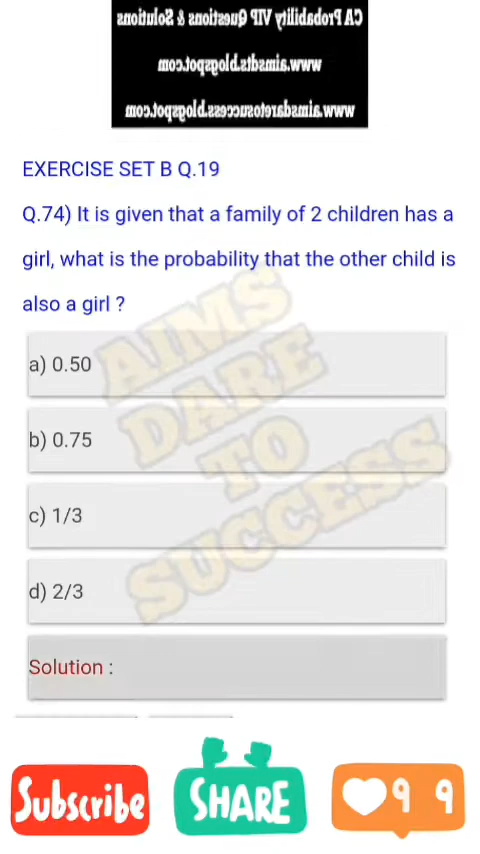 CA Probability VIP Questions & Solutions
www.aimsdts.blogspot.com
www.aimsdaretosuccess.blogspot.com
EXERCISE SET B Q.19
Q.74) It is given that a family of 2 children has a
girl, what is the probability that the other child is
also a girl ?
a) 0.50
b) 0.75
c) 1/3
d) 2/3
Solution :
AIMS
DARE
TO
SUCCESS
Subscribe
SHARE
9 9